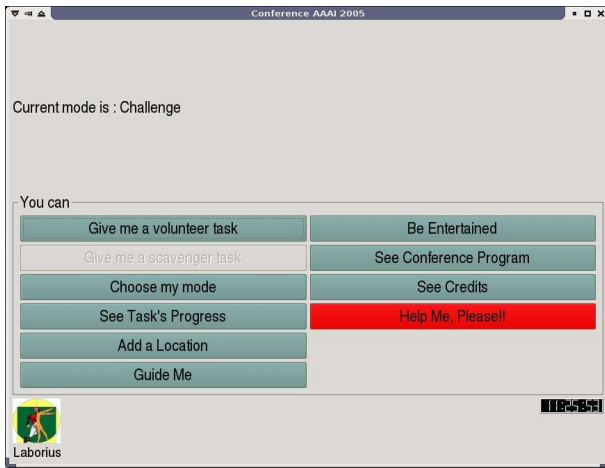 Conference AAAI 2005
Current mode is : Challenge
You can
Give me a volunteer task
Give me a scavenger task
Choose my mode
See Task's Progress
Add a Location
Guide Me
Be Entertained
See Conference Program
See Credits
Help Me, Please!!
Laborius